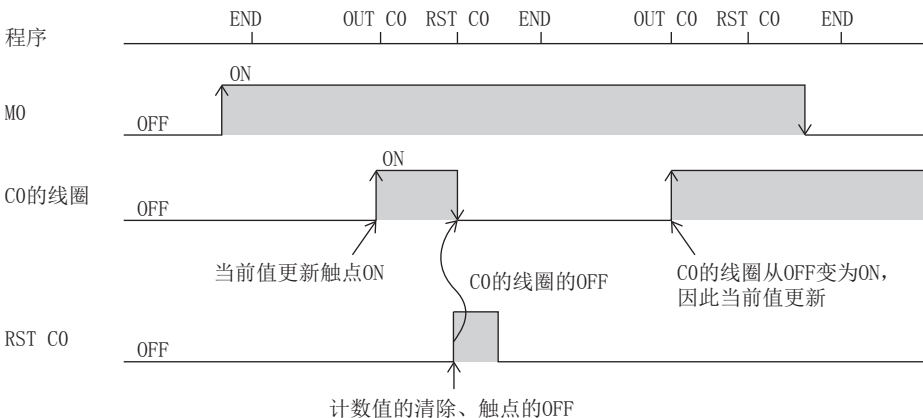 END OUT C0 RST C0 END OUT C0 RST C0 END
程序
ON
M0
OFF
ON
C0的线圈
OFF
当前值更新触点ON
C0的线圈的OFF
C0的线圈从OFF变为ON，
因此当前值更新
RST C0
OFF
计数值的清除、触点的OFF